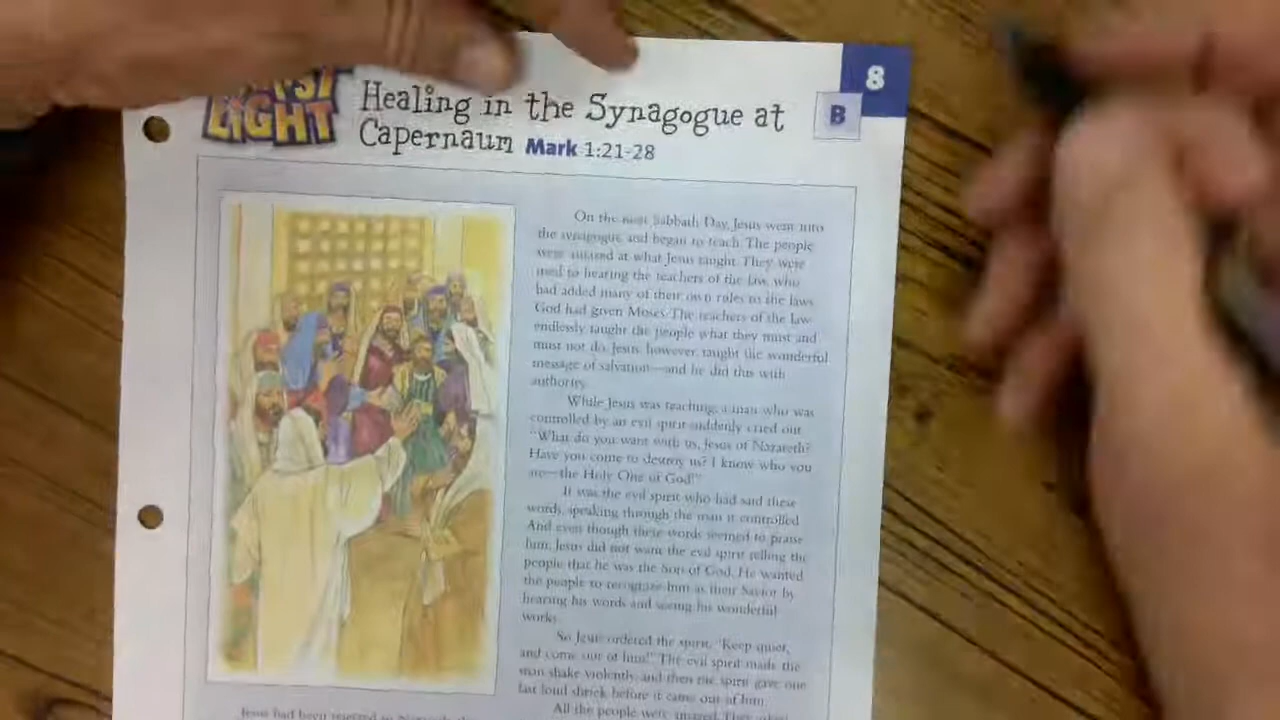 LIGHT
Healing in the Synagogue at
Capernaum Mark 1:21-28
8
B
On the next Sabbath Day, Jesus went into
the synagogue and began to teach. The people
were amazed at what Jesus taught. They were
used to hearing the teachers of the law, who
had added many of their own rules to the laws
God had given Moses. The teachers of the law
endlessly taught the people what they must and
must not do. Jesus, however, taught the wonderful
message of salvation—and he did this with
authority.
While Jesus was teaching, a man who was
controlled by an evil spirit suddenly cried out,
"What do you want with us, Jesus of Nazareth?
Have you come to destroy us? I know who you
are—the Holy One of God!"
It was the evil spirit who had said these
words, speaking through the man it controlled.
And even though these words seemed to praise
him, Jesus did not want the evil spirit telling the
people that he was the Son of God. He wanted
the people to recognize him as their Savior by
hearing his words and seeing his wonderful
works.
So Jesus ordered the spirit, "Keep quiet,
and come out of him!" The evil spirit made the
man shake violently, and then the spirit gave one
last loud shriek before it came out of him.
All the people were amazed. They
Jesus had been rejected in Nazareth